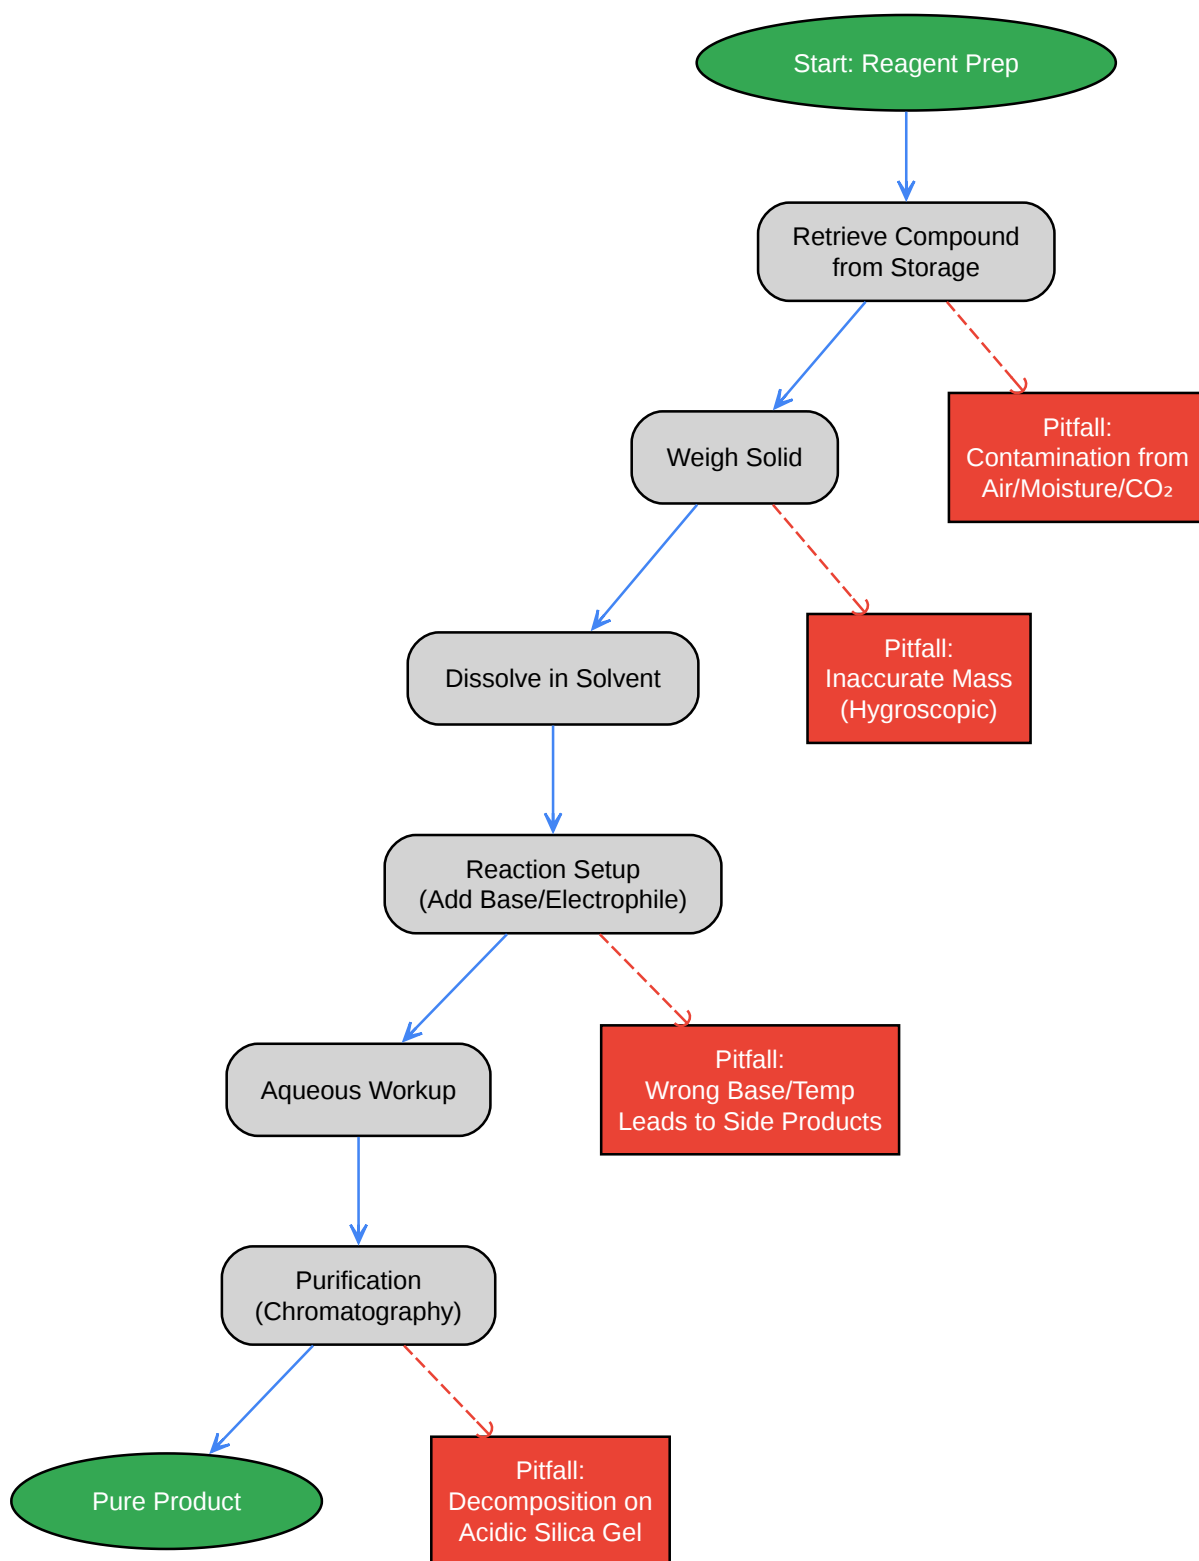 Start: Reagent Prep
Retrieve Compound
from Storage
Pitfall:
Contamination from
Air/Moisture/CO₂
Weigh Solid
Pitfall:
Inaccurate Mass
(Hygroscopic)
Dissolve in Solvent
Reaction Setup
(Add Base/Electrophile)
Pitfall:
Wrong Base/Temp
Leads to Side Products
Aqueous Workup
Purification
(Chromatography)
Pitfall:
Decomposition on
Acidic Silica Gel
Pure Product